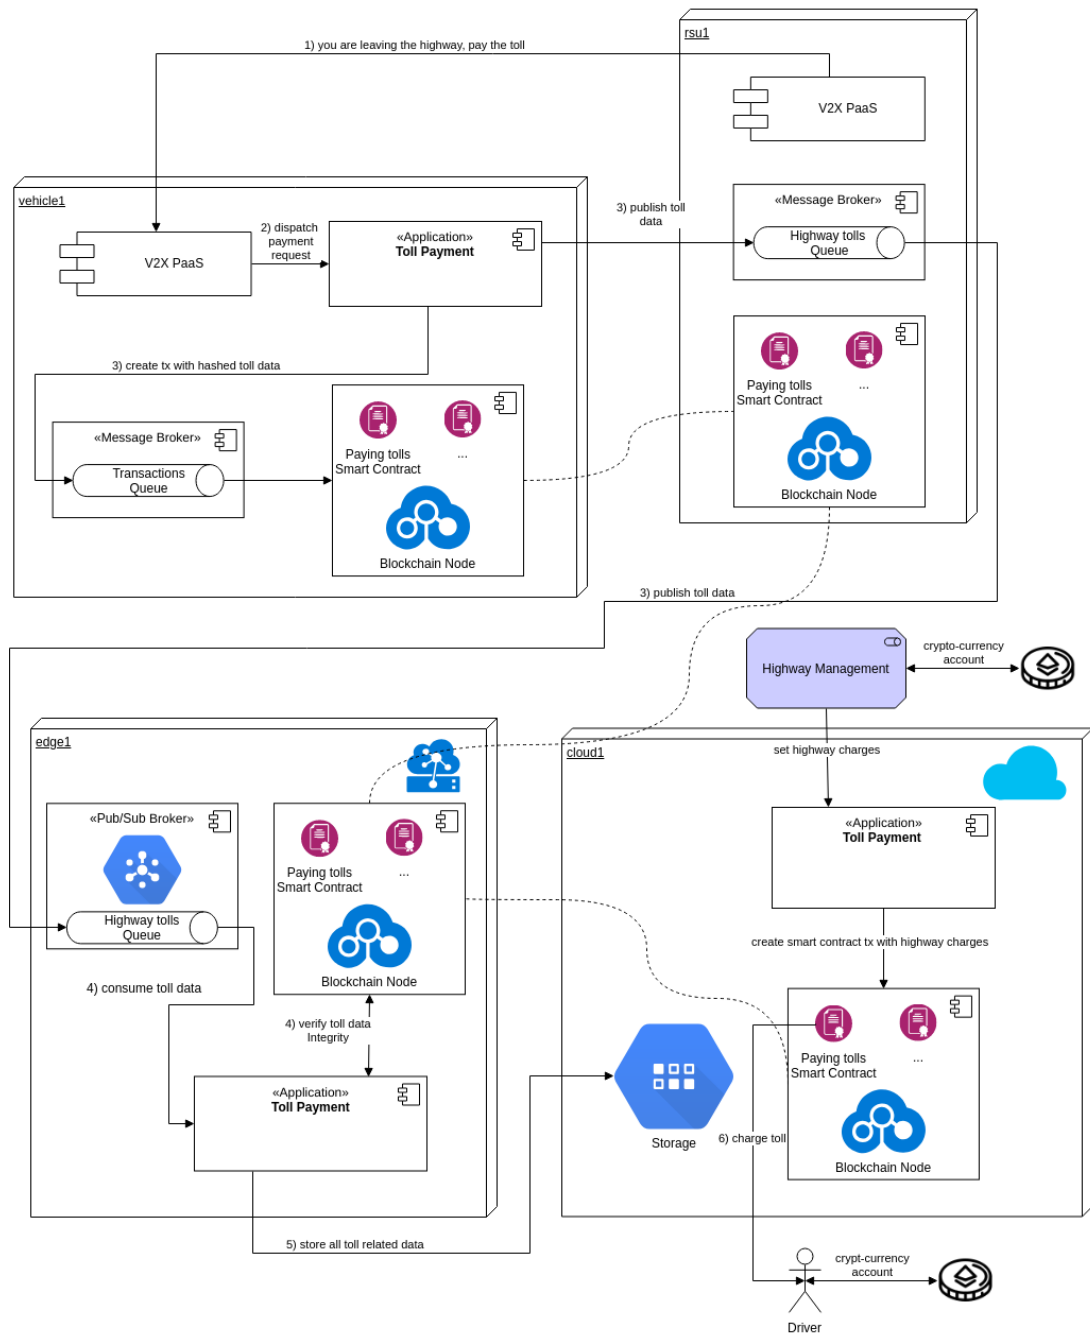 1) you are leaving the highway, pay the toll
rsu1
V2X PaaS
vehicle1
V2X PaaS
2) dispatch
payment
request
«Application»
Toll Payment
3) publish toll
data
«Message Broker»
Highway tolls
Queue
3) create tx with hashed toll data
«Message Broker»
Transactions
Queue
Paying tolls
Smart Contract
...
Blockchain Node
Paying tolls
Smart Contract
...
Blockchain Node
3) publish toll data
Highway Management
crypto-currency
account
set highway charges
edge1
«Pub/Sub Broker»
Highway tolls
Queue
Paying tolls
Smart Contract
...
Blockchain Node
4) consume toll data
4) verify toll data
Integrity
«Application»
Toll Payment
5) store all toll related data
cloud1
«Application»
Toll Payment
create smart contract tx with highway charges
Paying tolls
Smart Contract
...
Blockchain Node
Storage
6) charge toll
crypt-currency
account
Driver